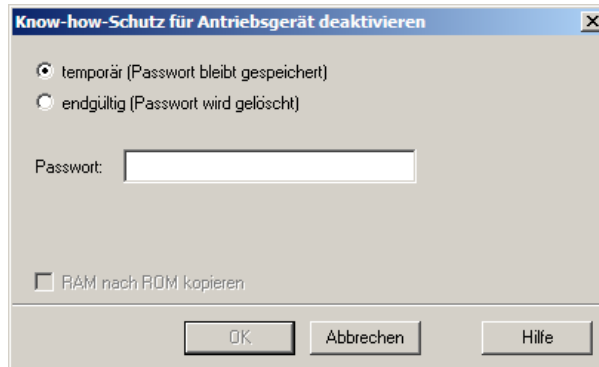 Know-how-Schutz für Antriebsgerät deaktivieren
temporär (Passwort bleibt gespeichert)
endgültig (Passwort wird gelöscht)
Passwort:
RAM nach ROM kopieren
OK Abbrechen Hilfe